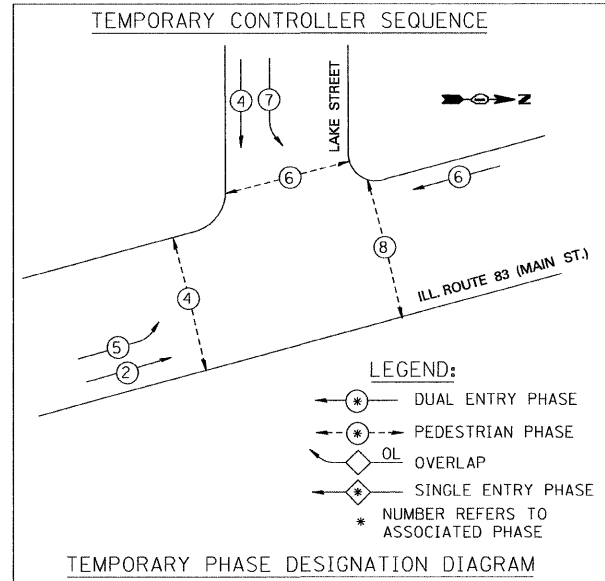 TEMPORARY CONTROLLER SEQUENCE
4
7
LAKE STREET
N
6
6
8
4
ILL. ROUTE 83 (MAIN ST.)
5
2
LEGEND:
* DUAL ENTRY PHASE
* PEDESTRIAN PHASE
OL OVERLAP
* SINGLE ENTRY PHASE
* NUMBER REFERS TO
ASSOCIATED PHASE
TEMPORARY PHASE DESIGNATION DIAGRAM